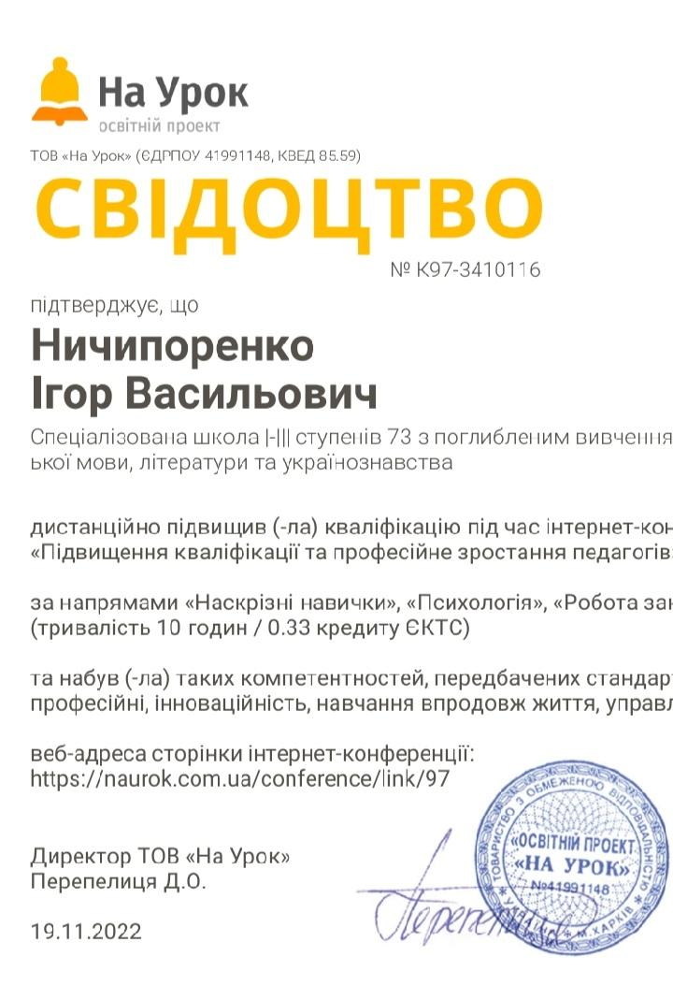 На Урок
освітній проект
ТОВ «На Урок» (ЄДРПОУ 41991148, КВЕД 85.59)
СВІДОЦТВО
№ К97-3410116
підтверджує, що
Ничипоренко
Ігор Васильович
Спеціалізована школа |-||| ступенів 73 з поглибленим вивчення
ької мови, літератури та українознавства
дистанційно підвищив (-ла) кваліфікацію під час інтернет-кон
«Підвищення кваліфікації та професійне зростання педагогів»
за напрямами «Наскрізні навички», «Психологія», «Робота зак
(тривалість 10 годин / 0.33 кредиту ЄКТС)
та набув (-ла) таких компетентностей, передбачених стандар
професійні, інноваційність, навчання впродовж життя, управл
веб-адреса сторінки інтернет-конференції:
https://naurok.com.ua/conference/link/97
ТОВАРИСТВО З ОБМЕЖЕНОЮ ВІДПОВІДАЛЬНІСТЮ
«ОСВІТНІЙ ПРОЕКТ
«НА УРОК»
№41991148
* УКРАЇНА * М.ХАРКІВ *
Директор ТОВ «На Урок»
Перепелиця Д.О.
19.11.2022